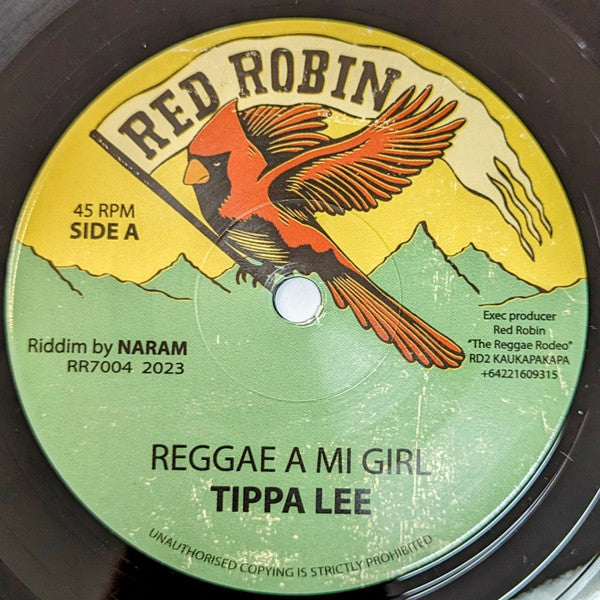 RED ROBIN
45 RPM
SIDE A
Riddim by NARAM
RR7004 2023
Exec producer
Red Robin
"The Reggae Rodeo"
RD2 KAUKAPAKAPA
+64221609315
REGGAE A MI GIRL
TIPPA LEE
UNAUTHORISED COPYING IS STRICTLY PROHIBITED